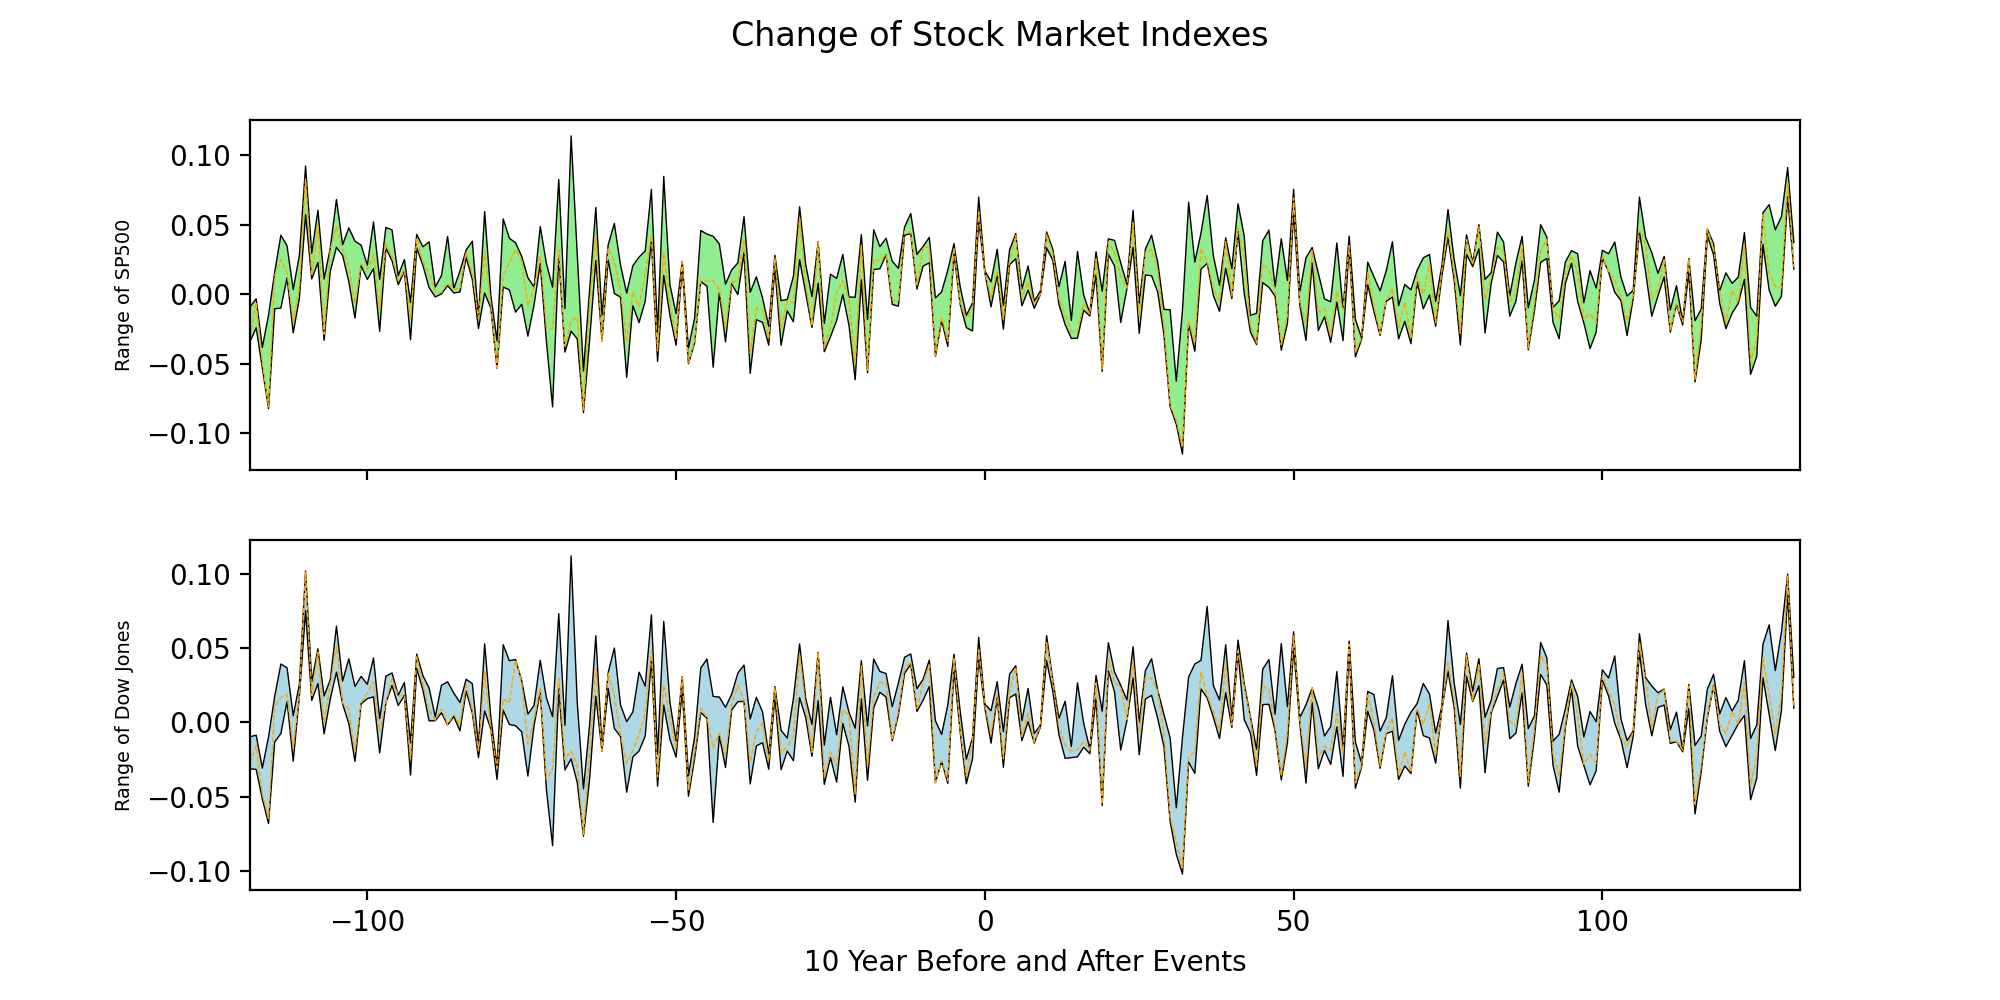 Change of Stock Market Indexes
0.10
0.05
0.00
−0.05
−0.10
Range of SP500
0.10
0.05
0.00
−0.05
−0.10
Range of Dow Jones
−100 −50 0 50 100
10 Year Before and After Events